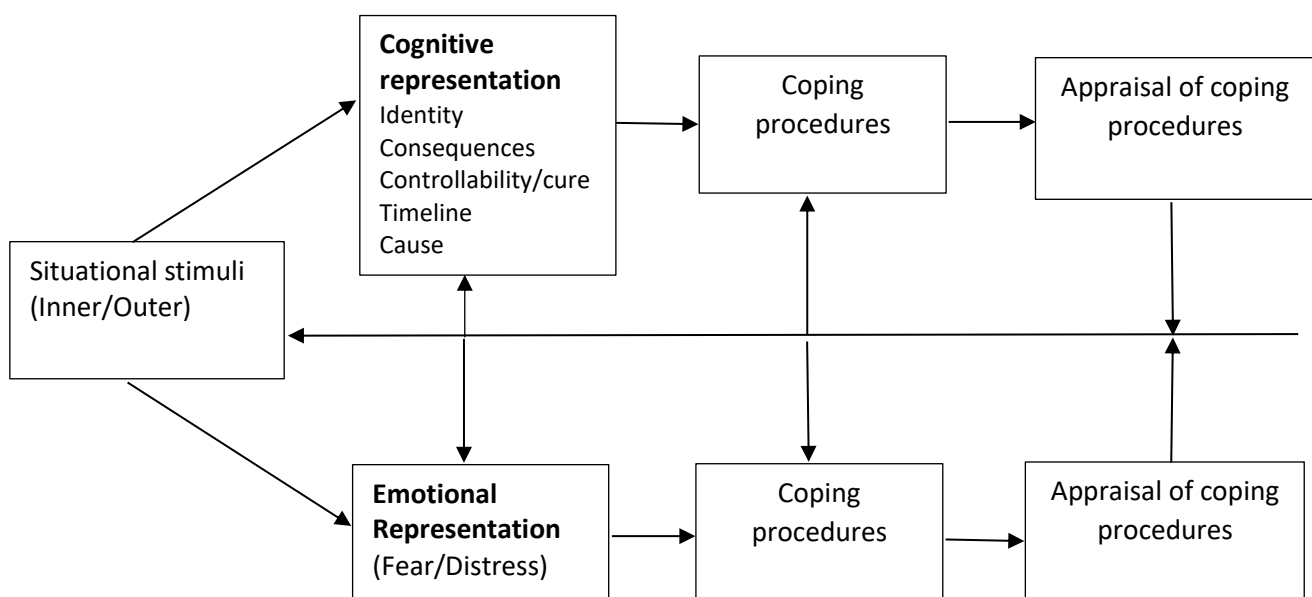 Cognitive
representation
Identity
Consequences
Controllability/cure
Timeline
Cause
Coping
procedures
Appraisal of coping
procedures
Situational stimuli
(Inner/Outer)
Emotional
Representation
(Fear/Distress)
Coping
procedures
Appraisal of coping
procedures